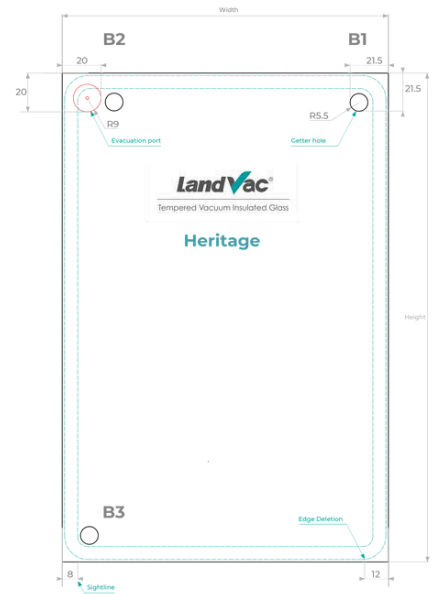 Width
B2
B1
20
21.5
20
21.5
R5.5
R9
Evacuation port
Getter hole
LandVac®
Tempered Vacuum Insulated Glass
Heritage
Height
B3
Edge Deletion
8
12
Sightline